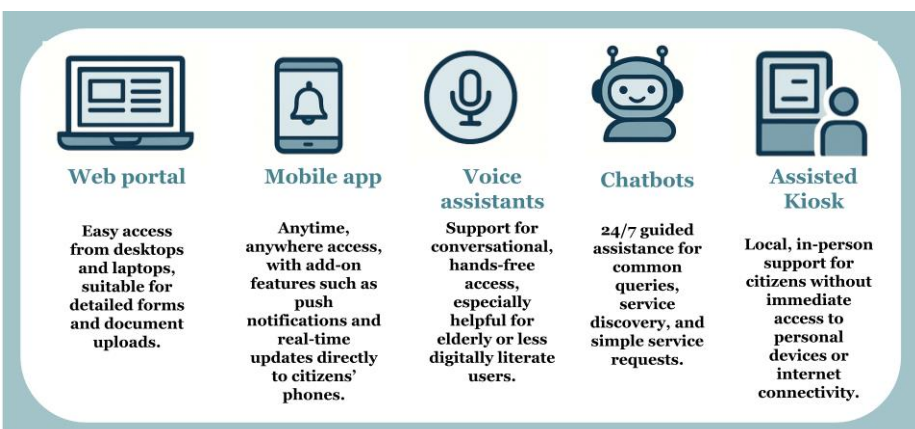 Web portal
Easy access
from desktops
and laptops,
suitable for
detailed forms
and document
uploads.
Mobile app
Anytime,
anywhere access,
with add-on
features such as
push
notifications and
real-time
updates directly
to citizens'
phones.
Voice
assistants
Support for
conversational,
hands-free
access,
especially
helpful for
elderly or less
digitally literate
users.
Chatbots
24/7 guided
assistance for
common
queries,
service
discovery, and
simple service
requests.
Assisted
Kiosk
Local, in-person
support for
citizens without
immediate
access to
personal
devices or
internet
connectivity.